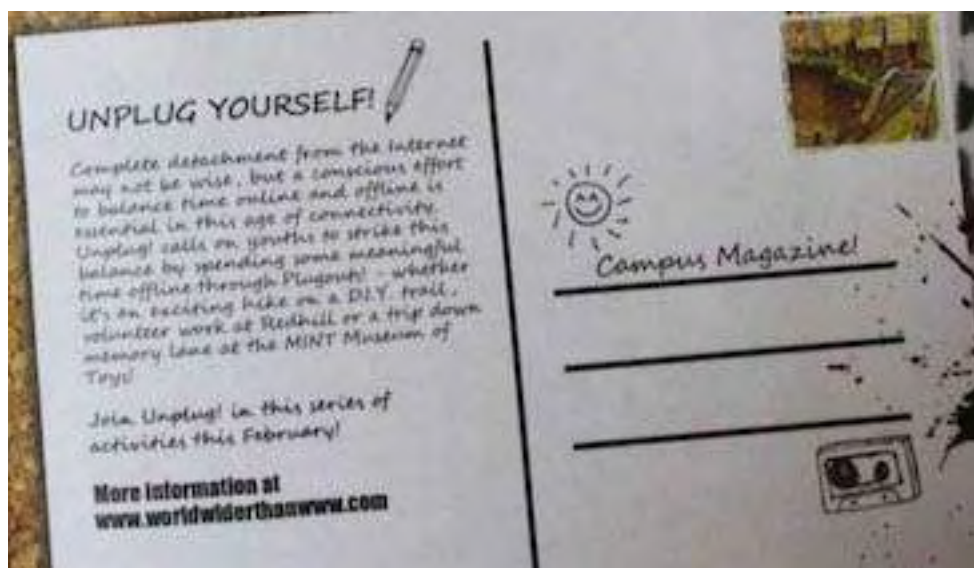 UNPLUG YOURSELF!
Complete detachment from the Internet
may not be wise, but a conscious effort
to balance time online and offline is
essential in this age of connectivity.
Unplug! calls on youths to strike this
balance by spending some meaningful
time offline through Plugout! - whether
it's an exciting hike on a D.I.Y. trail,
volunteer work at Redhill or a trip down
memory lane at the MINT Museum of
Toys!
Join Unplug! in this series of
activities this February!
More information at
www.worldwiderthanwww.com
Campus Magazine!